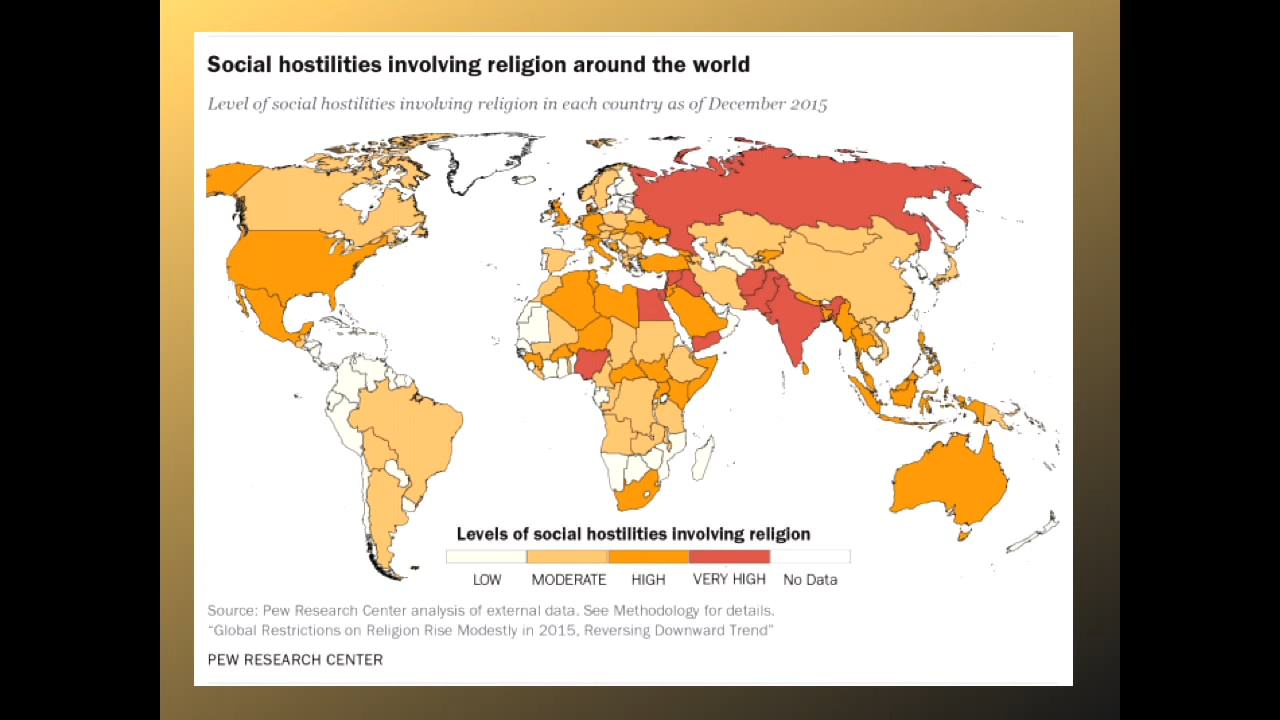 Social hostilities involving religion around the world
Level of social hostilities involving religion in each country as of December 2015
Levels of social hostilities involving religion
LOW MODERATE HIGH VERY HIGH No Data
Source: Pew Research Center analysis of external data. See Methodology for details.
“Global Restrictions on Religion Rise Modestly in 2015, Reversing Downward Trend”
PEW RESEARCH CENTER